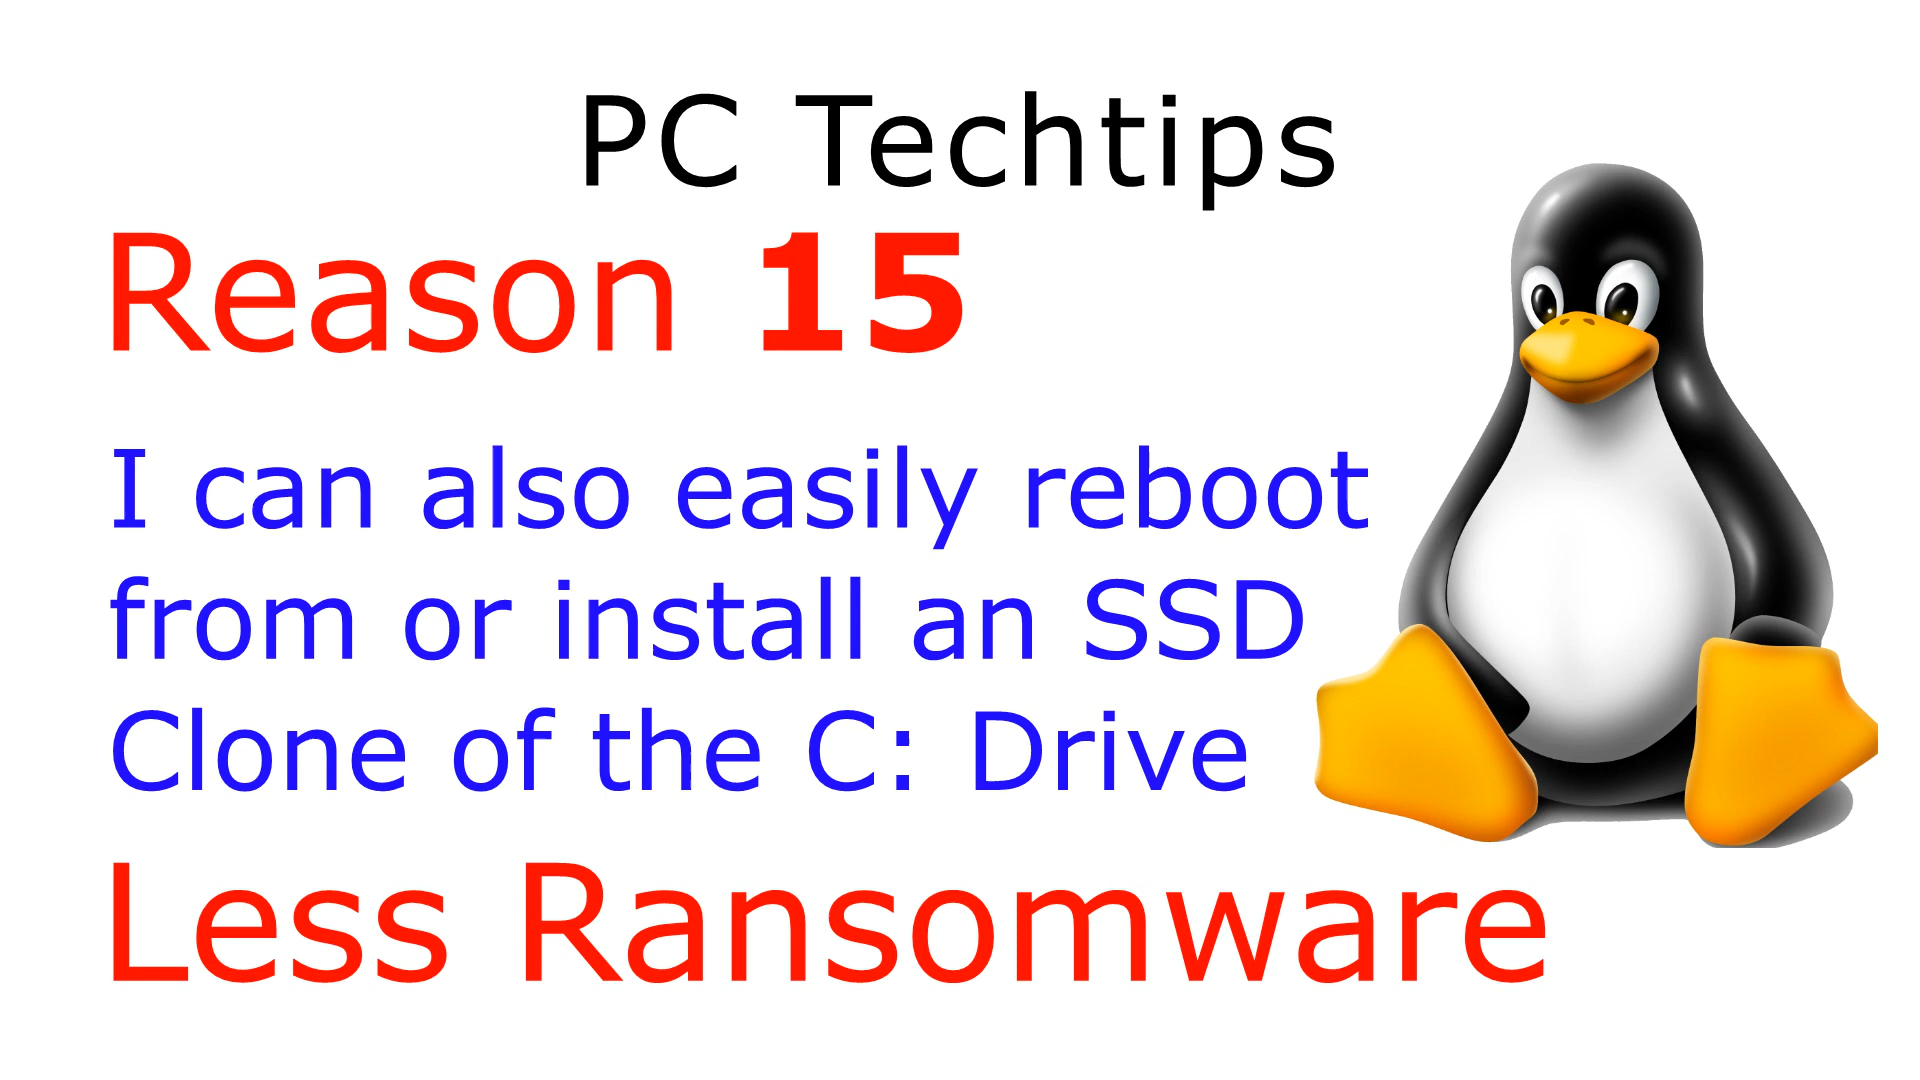 PC Techtips
Reason 15
I can also easily reboot
from or install an SSD
Clone of the C: Drive
Less Ransomware